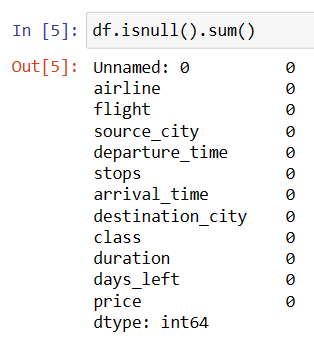 In [5]: df.isnull().sum()
Out[5]: Unnamed: 0 0
airline 0
flight 0
source_city 0
departure_time 0
stops 0
arrival_time 0
destination_city 0
class 0
duration 0
days_left 0
price 0
dtype: int64